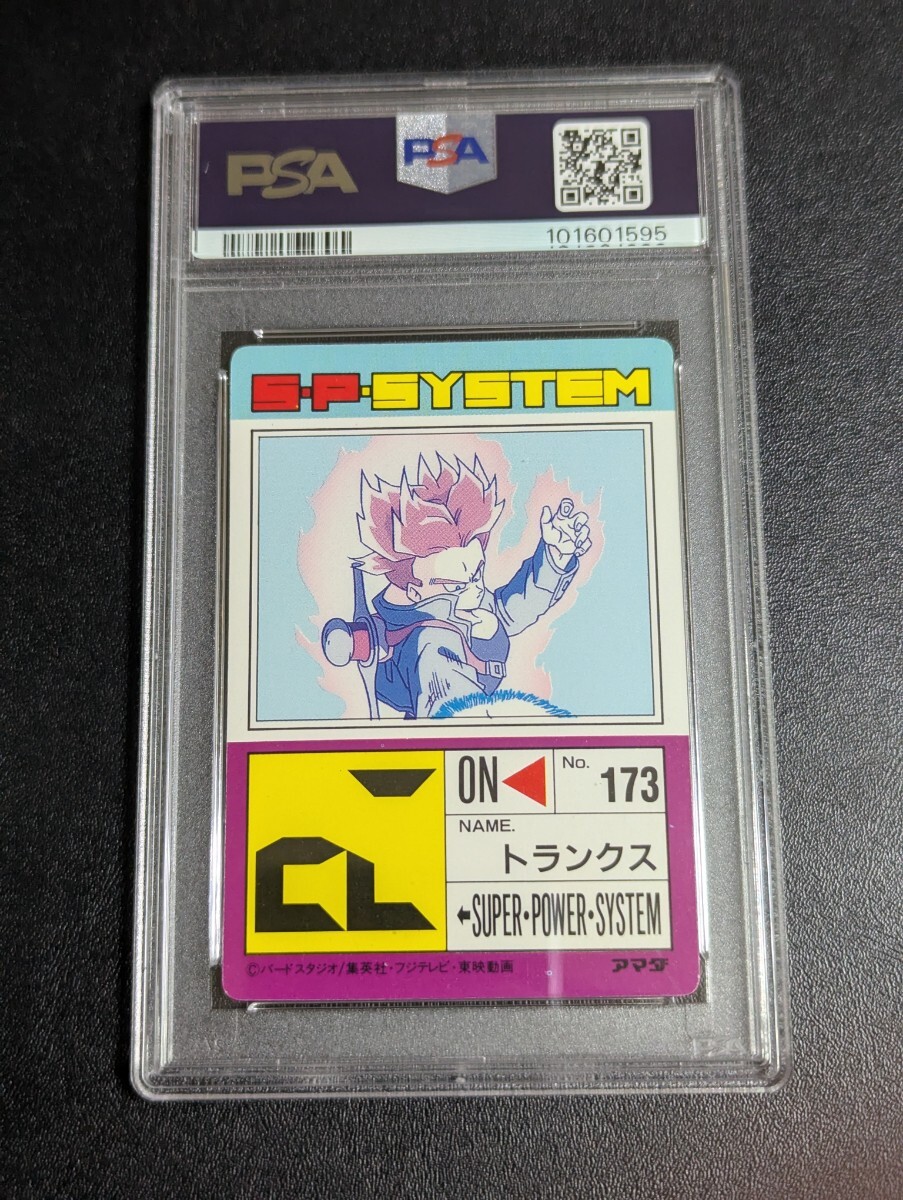 PSA
PSA
101601595
S·P·SYSTEM
ON
No.
173
NAME.
トランクス
←SUPER·POWER·SYSTEM
©バードスタジオ/集英社・フジテレビ・東映動画
アマダ